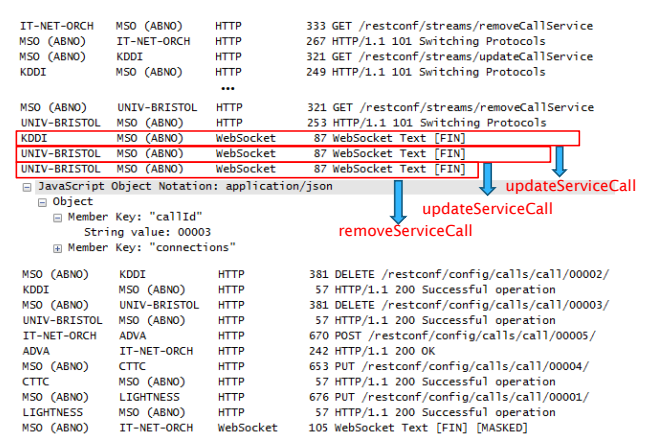 IT-NET-ORCH MSO (ABNO) HTTP 333 GET /restconf/streams/removeCallService
MSO (ABNO) IT-NET-ORCH HTTP 267 HTTP/1.1 101 Switching Protocols
MSO (ABNO) KDDI HTTP 321 GET /restconf/streams/updateCallService
KDDI MSO (ABNO) HTTP 249 HTTP/1.1 101 Switching Protocols
...
MSO (ABNO) UNIV-BRISTOL HTTP 321 GET /restconf/streams/removeCallService
UNIV-BRISTOL MSO (ABNO) HTTP 253 HTTP/1.1 101 Switching Protocols
KDDI MSO (ABNO) WebSocket 87 WebSocket Text [FIN]
UNIV-BRISTOL MSO (ABNO) WebSocket 87 WebSocket Text [FIN]
UNIV-BRISTOL MSO (ABNO) WebSocket 87 WebSocket Text [FIN]
JavaScript Object Notation: application/json
updateServiceCall
Object
updateServiceCall
Member Key: "callId"
String value: 00003
removeServiceCall
Member Key: "connections"
MSO (ABNO) KDDI HTTP 381 DELETE /restconf/config/calls/call/00002/
KDDI MSO (ABNO) HTTP 57 HTTP/1.1 200 Successful operation
MSO (ABNO) UNIV-BRISTOL HTTP 381 DELETE /restconf/config/calls/call/00003/
UNIV-BRISTOL MSO (ABNO) HTTP 57 HTTP/1.1 200 Successful operation
IT-NET-ORCH ADVA HTTP 670 POST /restconf/config/calls/call/00005/
ADVA IT-NET-ORCH HTTP 242 HTTP/1.1 200 OK
MSO (ABNO) CTTC HTTP 653 PUT /restconf/config/calls/call/00004/
CTTC MSO (ABNO) HTTP 57 HTTP/1.1 200 Successful operation
MSO (ABNO) LIGHTNESS HTTP 676 PUT /restconf/config/calls/call/00001/
LIGHTNESS MSO (ABNO) HTTP 57 HTTP/1.1 200 Successful operation
MSO (ABNO) IT-NET-ORCH WebSocket 105 WebSocket Text [FIN] [MASKED]